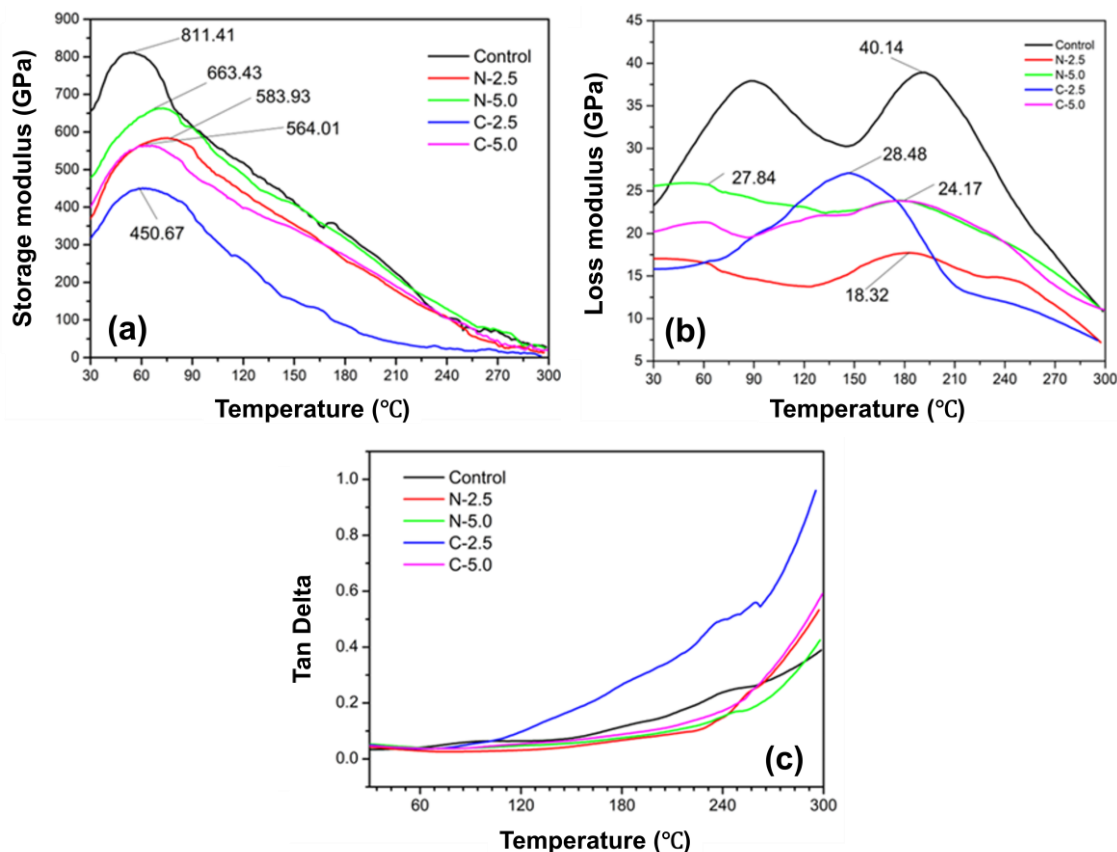 Storage modulus (GPa)
900
800
700
600
500
400
300
200
100
0
811.41
663.43
583.93
564.01
450.67
Control
N-2.5
N-5.0
C-2.5
C-5.0
(a)
30 60 90 120 150 180 210 240 270 300
Temperature (℃)
Loss modulus (GPa)
45
40
35
30
25
20
15
10
5
40.14
28.48
27.84
24.17
18.32
Control
N-2.5
N-5.0
C-2.5
C-5.0
(b)
30 60 90 120 150 180 210 240 270 300
Temperature (℃)
Tan Delta
1.0
0.8
0.6
0.4
0.2
0.0
Control
N-2.5
N-5.0
C-2.5
C-5.0
(c)
60 120 180 240 300
Temperature (℃)